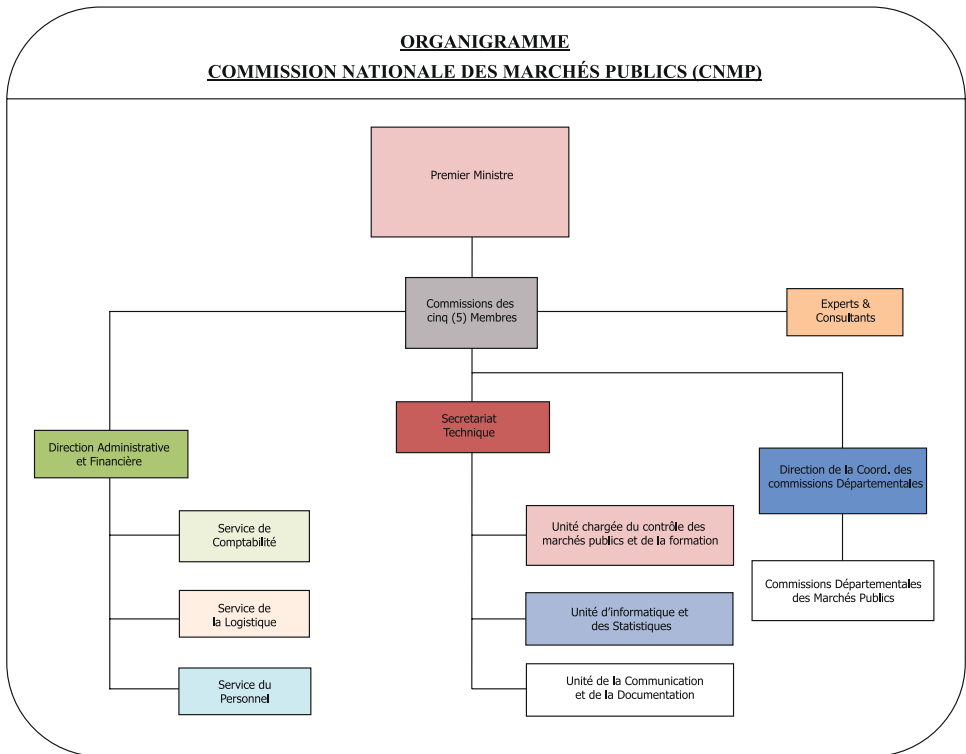 ORGANIGRAMME
COMMISSION NATIONALE DES MARCHÉS PUBLICS (CNMP)
Premier Ministre
Commissions des
cinq (5) Membres
Experts &
Consultants
Direction Administrative
et Financière
Service de
Comptabilité
Service de
la Logistique
Service du
Personnel
Secretariat
Technique
Unité chargée du contrôle des
marchés publics et de la formation
Unité d'informatique et
des Statistiques
Unité de la Communication
et de la Documentation
Direction de la Coord. des
commissions Départementales
Commissions Départementales
des Marchés Publics